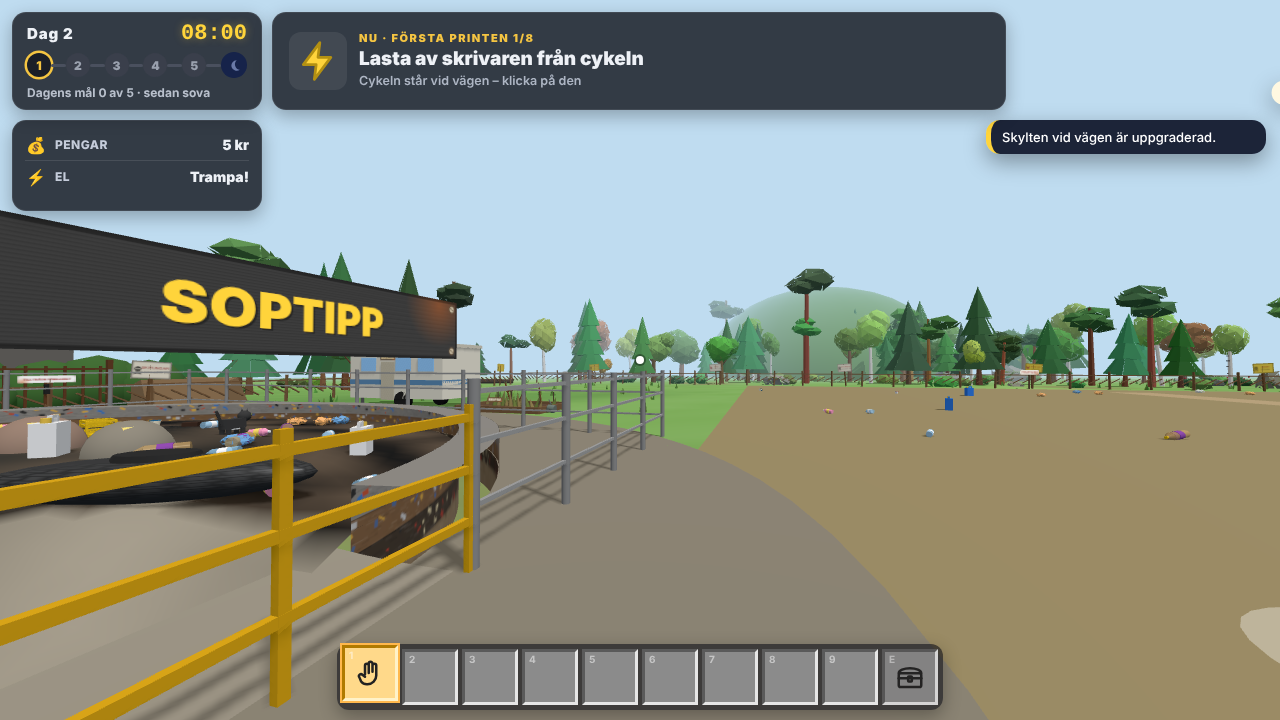 Dag 2
08:00
1
2
3
4
5
Dagens mål 0 av 5 · sedan sova
PENGAR
5 kr
EL
Trampa!
NU · FÖRSTA PRINTEN 1/8
Lasta av skrivaren från cykeln
Cykeln står vid vägen – klicka på den
Skylten vid vägen är uppgraderad.
SOPTIPP
1
2
3
4
5
6
7
8
9
E